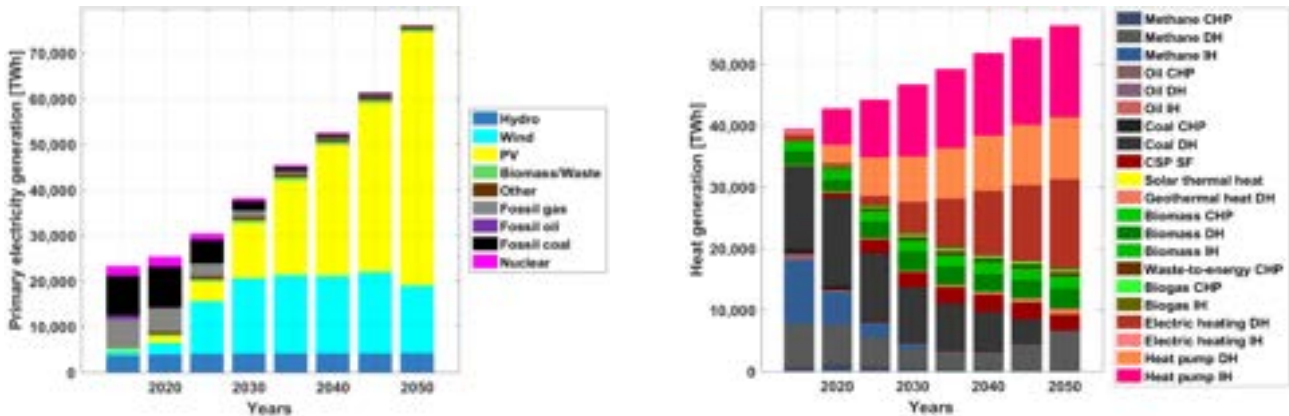 Primary electricity generation [TWh]
70,000
60,000
50,000
40,000
30,000
20,000
10,000
0
2020
2030
2040
2050
Years
Hydro
Wind
PV
Biomass/Waste
Other
Fossil gas
Fossil oil
Fossil coal
Nuclear
Heat generation [TWh]
50,000
40,000
30,000
20,000
10,000
0
2020
2030
2040
2050
Years
Methane CHP
Methane DH
Methane IH
Oil CHP
Oil DH
Oil IH
Coal CHP
Coal DH
CSP SF
Solar thermal heat
Geothermal heat DH
Biomass CHP
Biomass DH
Biomass IH
Waste-to-energy CHP
Biogas CHP
Biogas IH
Electric heating DH
Electric heating IH
Heat pump DH
Heat pump IH